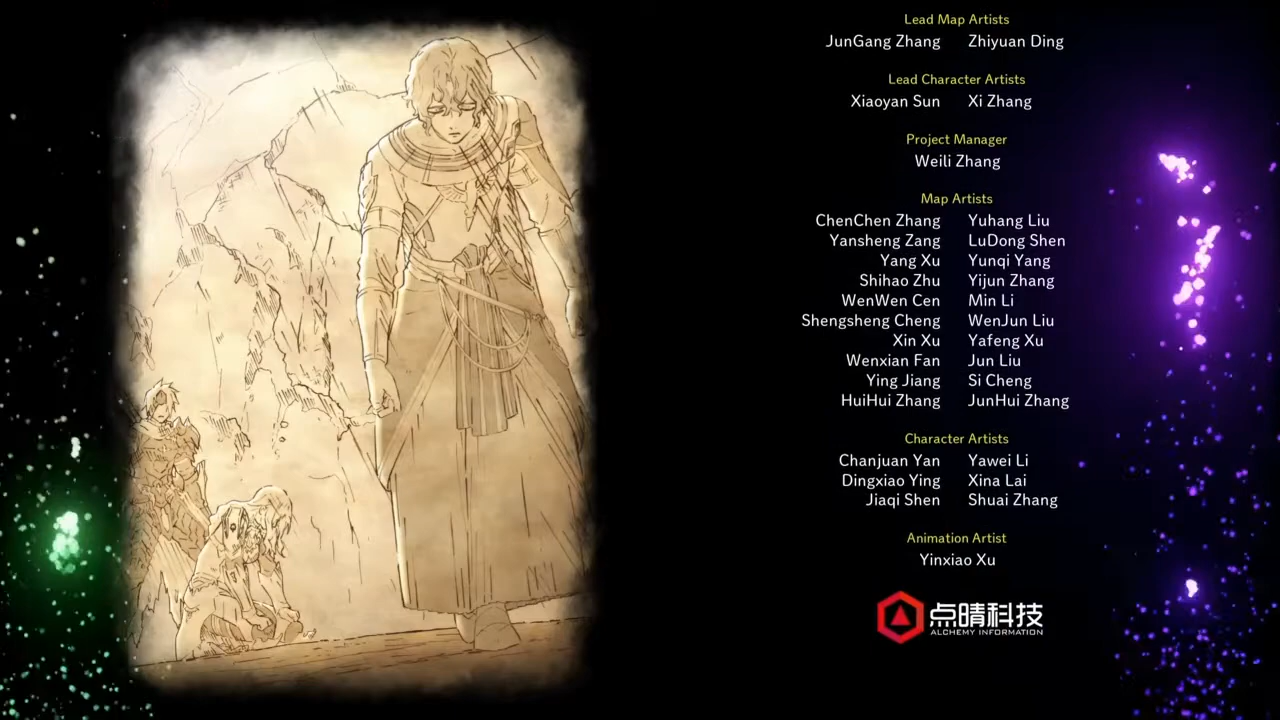 Lead Map Artists
JunGang Zhang Zhiyuan Ding
Lead Character Artists
Xiaoyan Sun Xi Zhang
Project Manager
Weili Zhang
Map Artists
ChenChen Zhang Yuhang Liu
Yansheng Zang LuDong Shen
Yang Xu Yunqi Yang
Shihao Zhu Yijun Zhang
WenWen Cen Min Li
Shengsheng Cheng WenJun Liu
Xin Xu Yafeng Xu
Wenxian Fan Jun Liu
Ying Jiang Si Cheng
HuiHui Zhang JunHui Zhang
Character Artists
Chanjuan Yan Yawei Li
Dingxiao Ying Xina Lai
Jiaqi Shen Shuai Zhang
Animation Artist
Yinxiao Xu
点晴科技
ALCHEMY INFORMATION